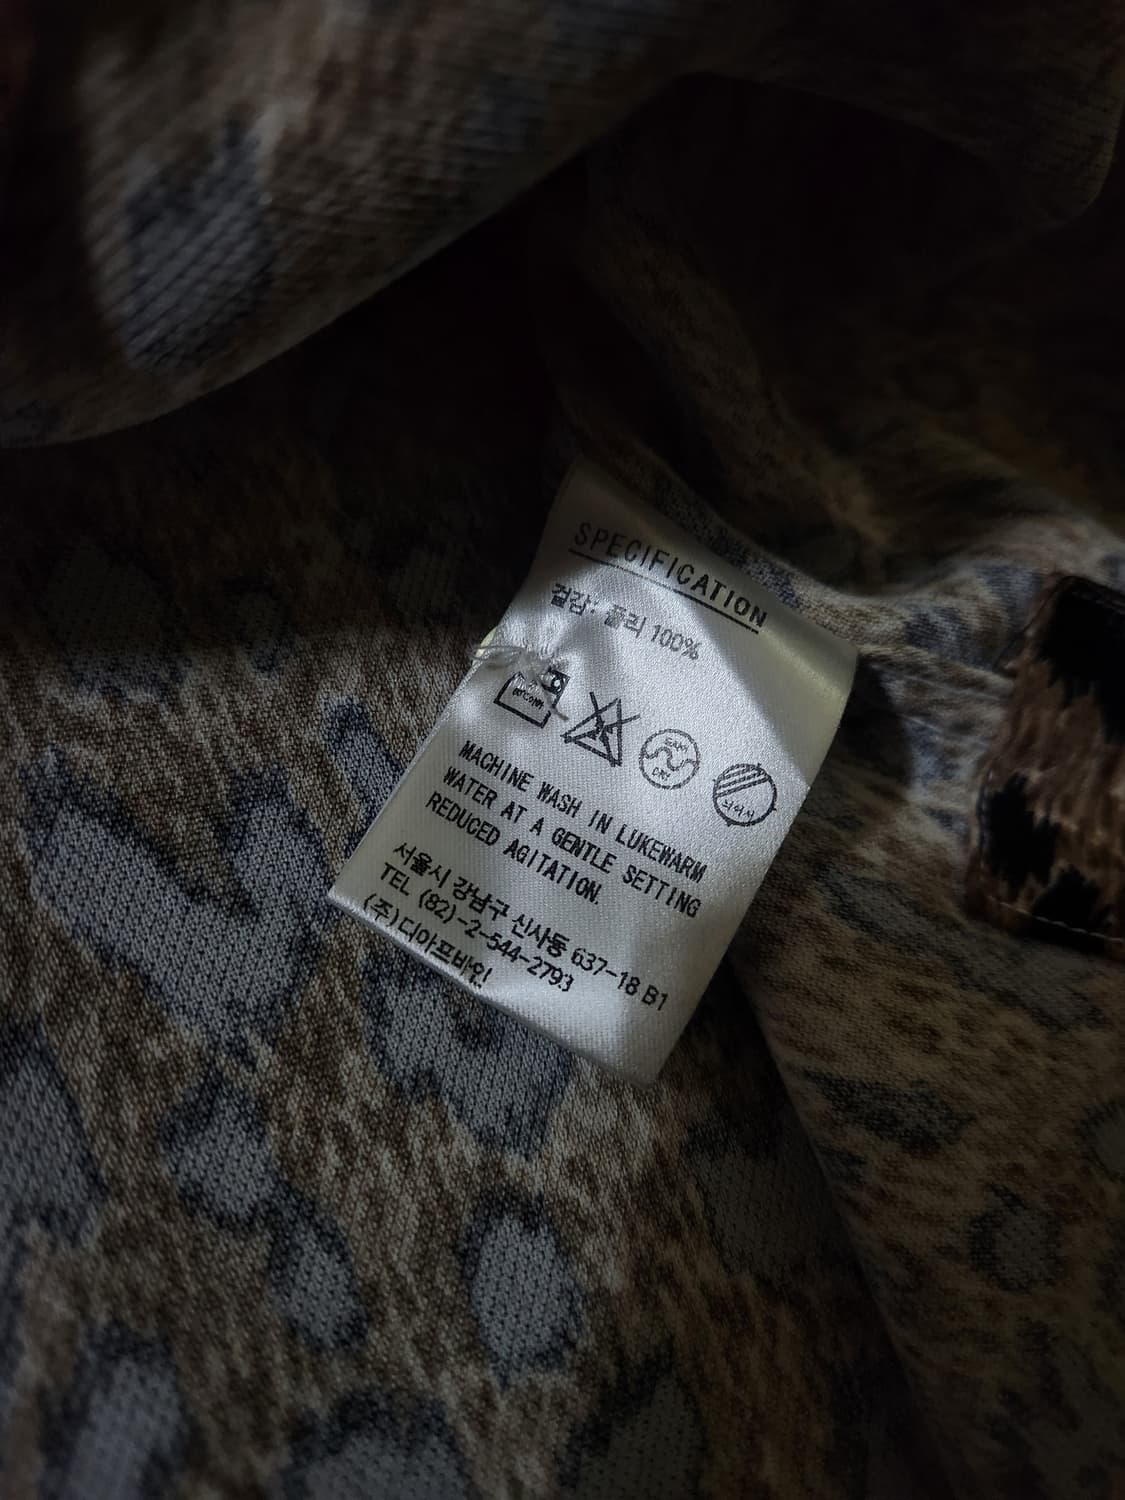 SPECIFICATION
겉감: 폴리 100%
MACHINE WASH IN LUKEWARM
WATER AT A GENTLE SETTING
REDUCED AGITATION.
서울시 강남구 신사동 637-18 B1
TEL (82)-2-544-2793
(주)디아프바인